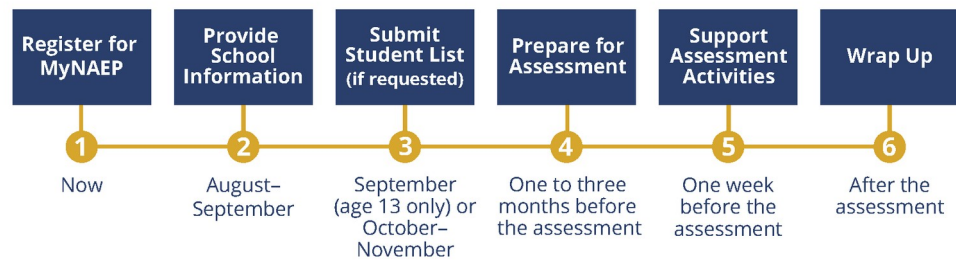 Register for
MyNAEP
Provide
School
Information
Submit
Student List
(if requested)
Prepare for
Assessment
Support
Assessment
Activities
Wrap Up
1
2
3
4
5
6
Now
August–
September
September
(age 13 only) or
October–
November
One to three
months before
the assessment
One week
before the
assessment
After the
assessment